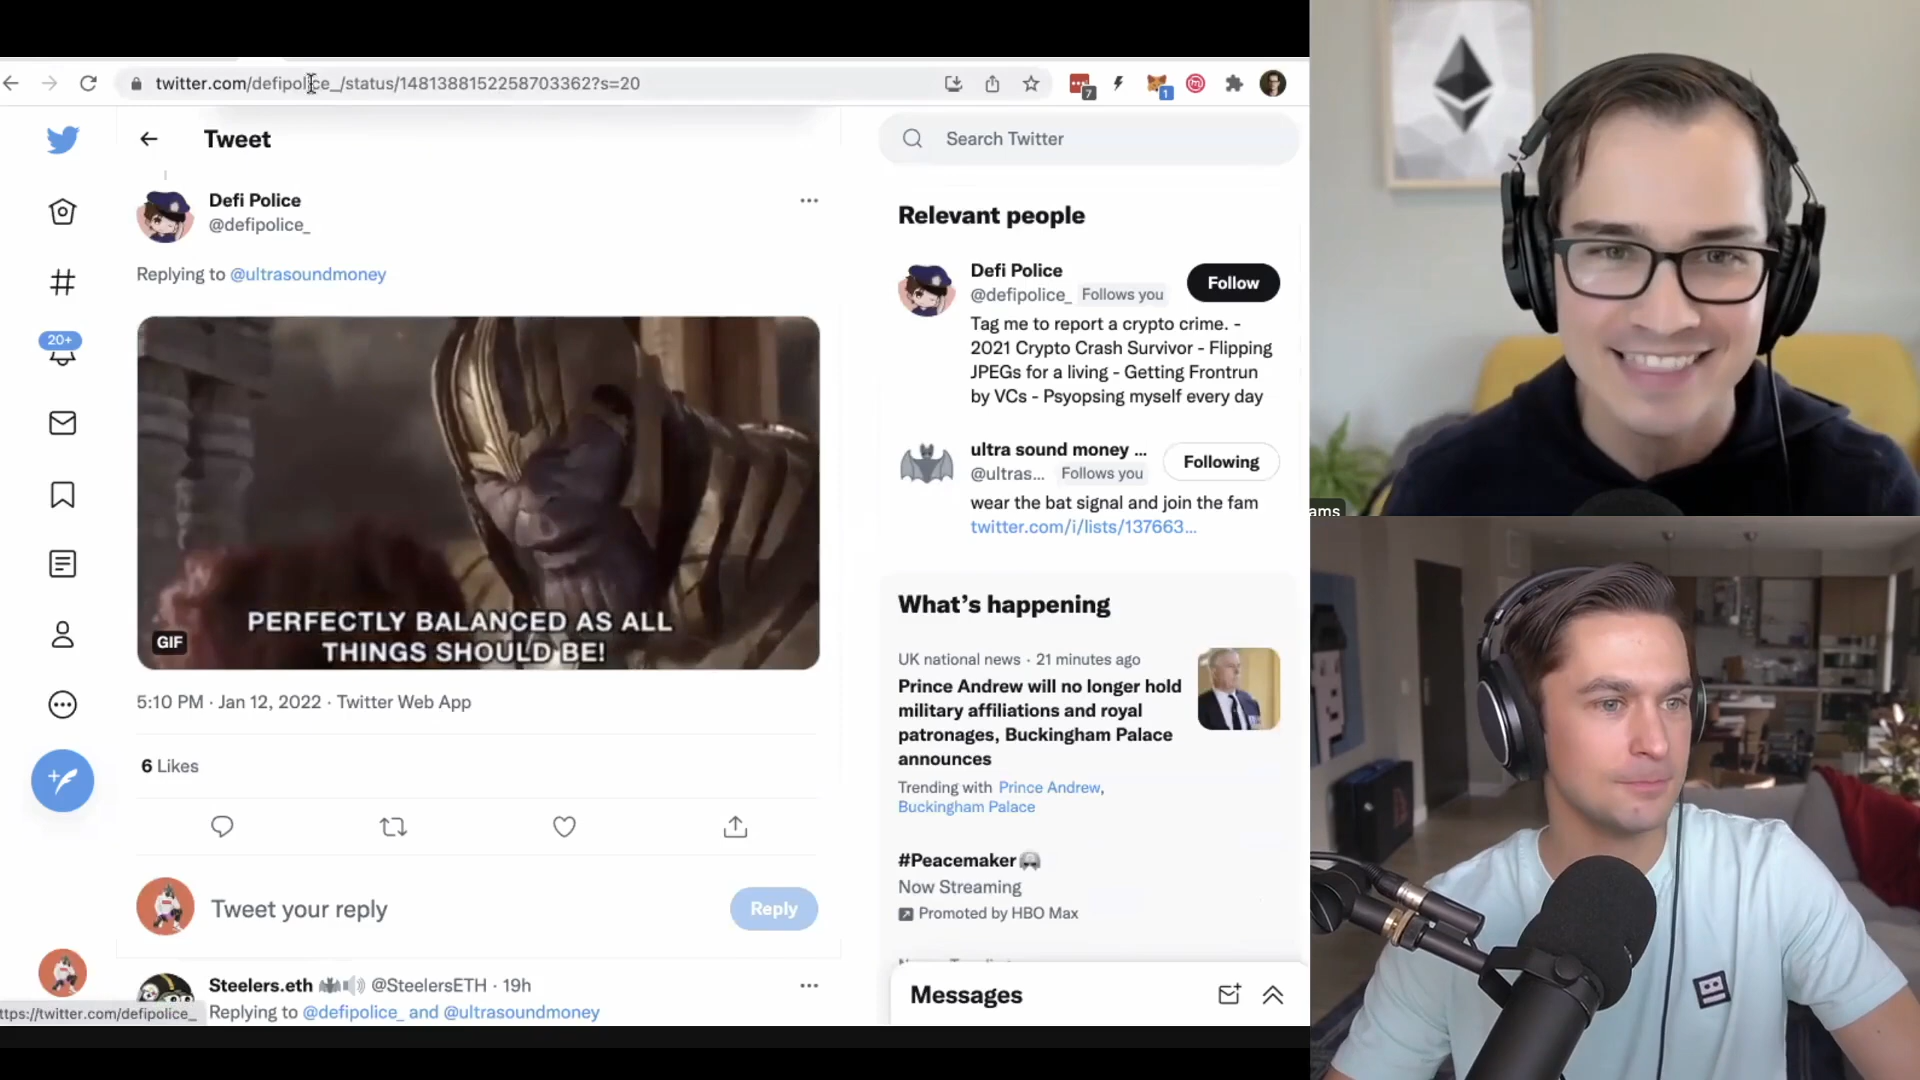 twitter.com/defipolice_/status/1481388152258703362?s=20
7
1
Tweet
Search Twitter
Defi Police
@defipolice_
Replying to @ultrasoundmoney
20+
PERFECTLY BALANCED AS ALL
THINGS SHOULD BE!
GIF
5:10 PM · Jan 12, 2022 · Twitter Web App
6 Likes
Tweet your reply
Reply
Steelers.eth @SteelersETH · 19h
Replying to @defipolice_ and @ultrasoundmoney
ttps://twitter.com/defipolice_
Relevant people
Defi Police
@defipolice_ Follows you
Follow
Tag me to report a crypto crime. -
2021 Crypto Crash Survivor - Flipping
JPEGs for a living - Getting Frontrun
by VCs - Psyopsing myself every day
ultra sound money ...
@ultras... Follows you
Following
wear the bat signal and join the fam
twitter.com/i/lists/137663...
What's happening
UK national news · 21 minutes ago
Prince Andrew will no longer hold
military affiliations and royal
patronages, Buckingham Palace
announces
Trending with Prince Andrew,
Buckingham Palace
#Peacemaker
Now Streaming
Promoted by HBO Max
Messages
ams